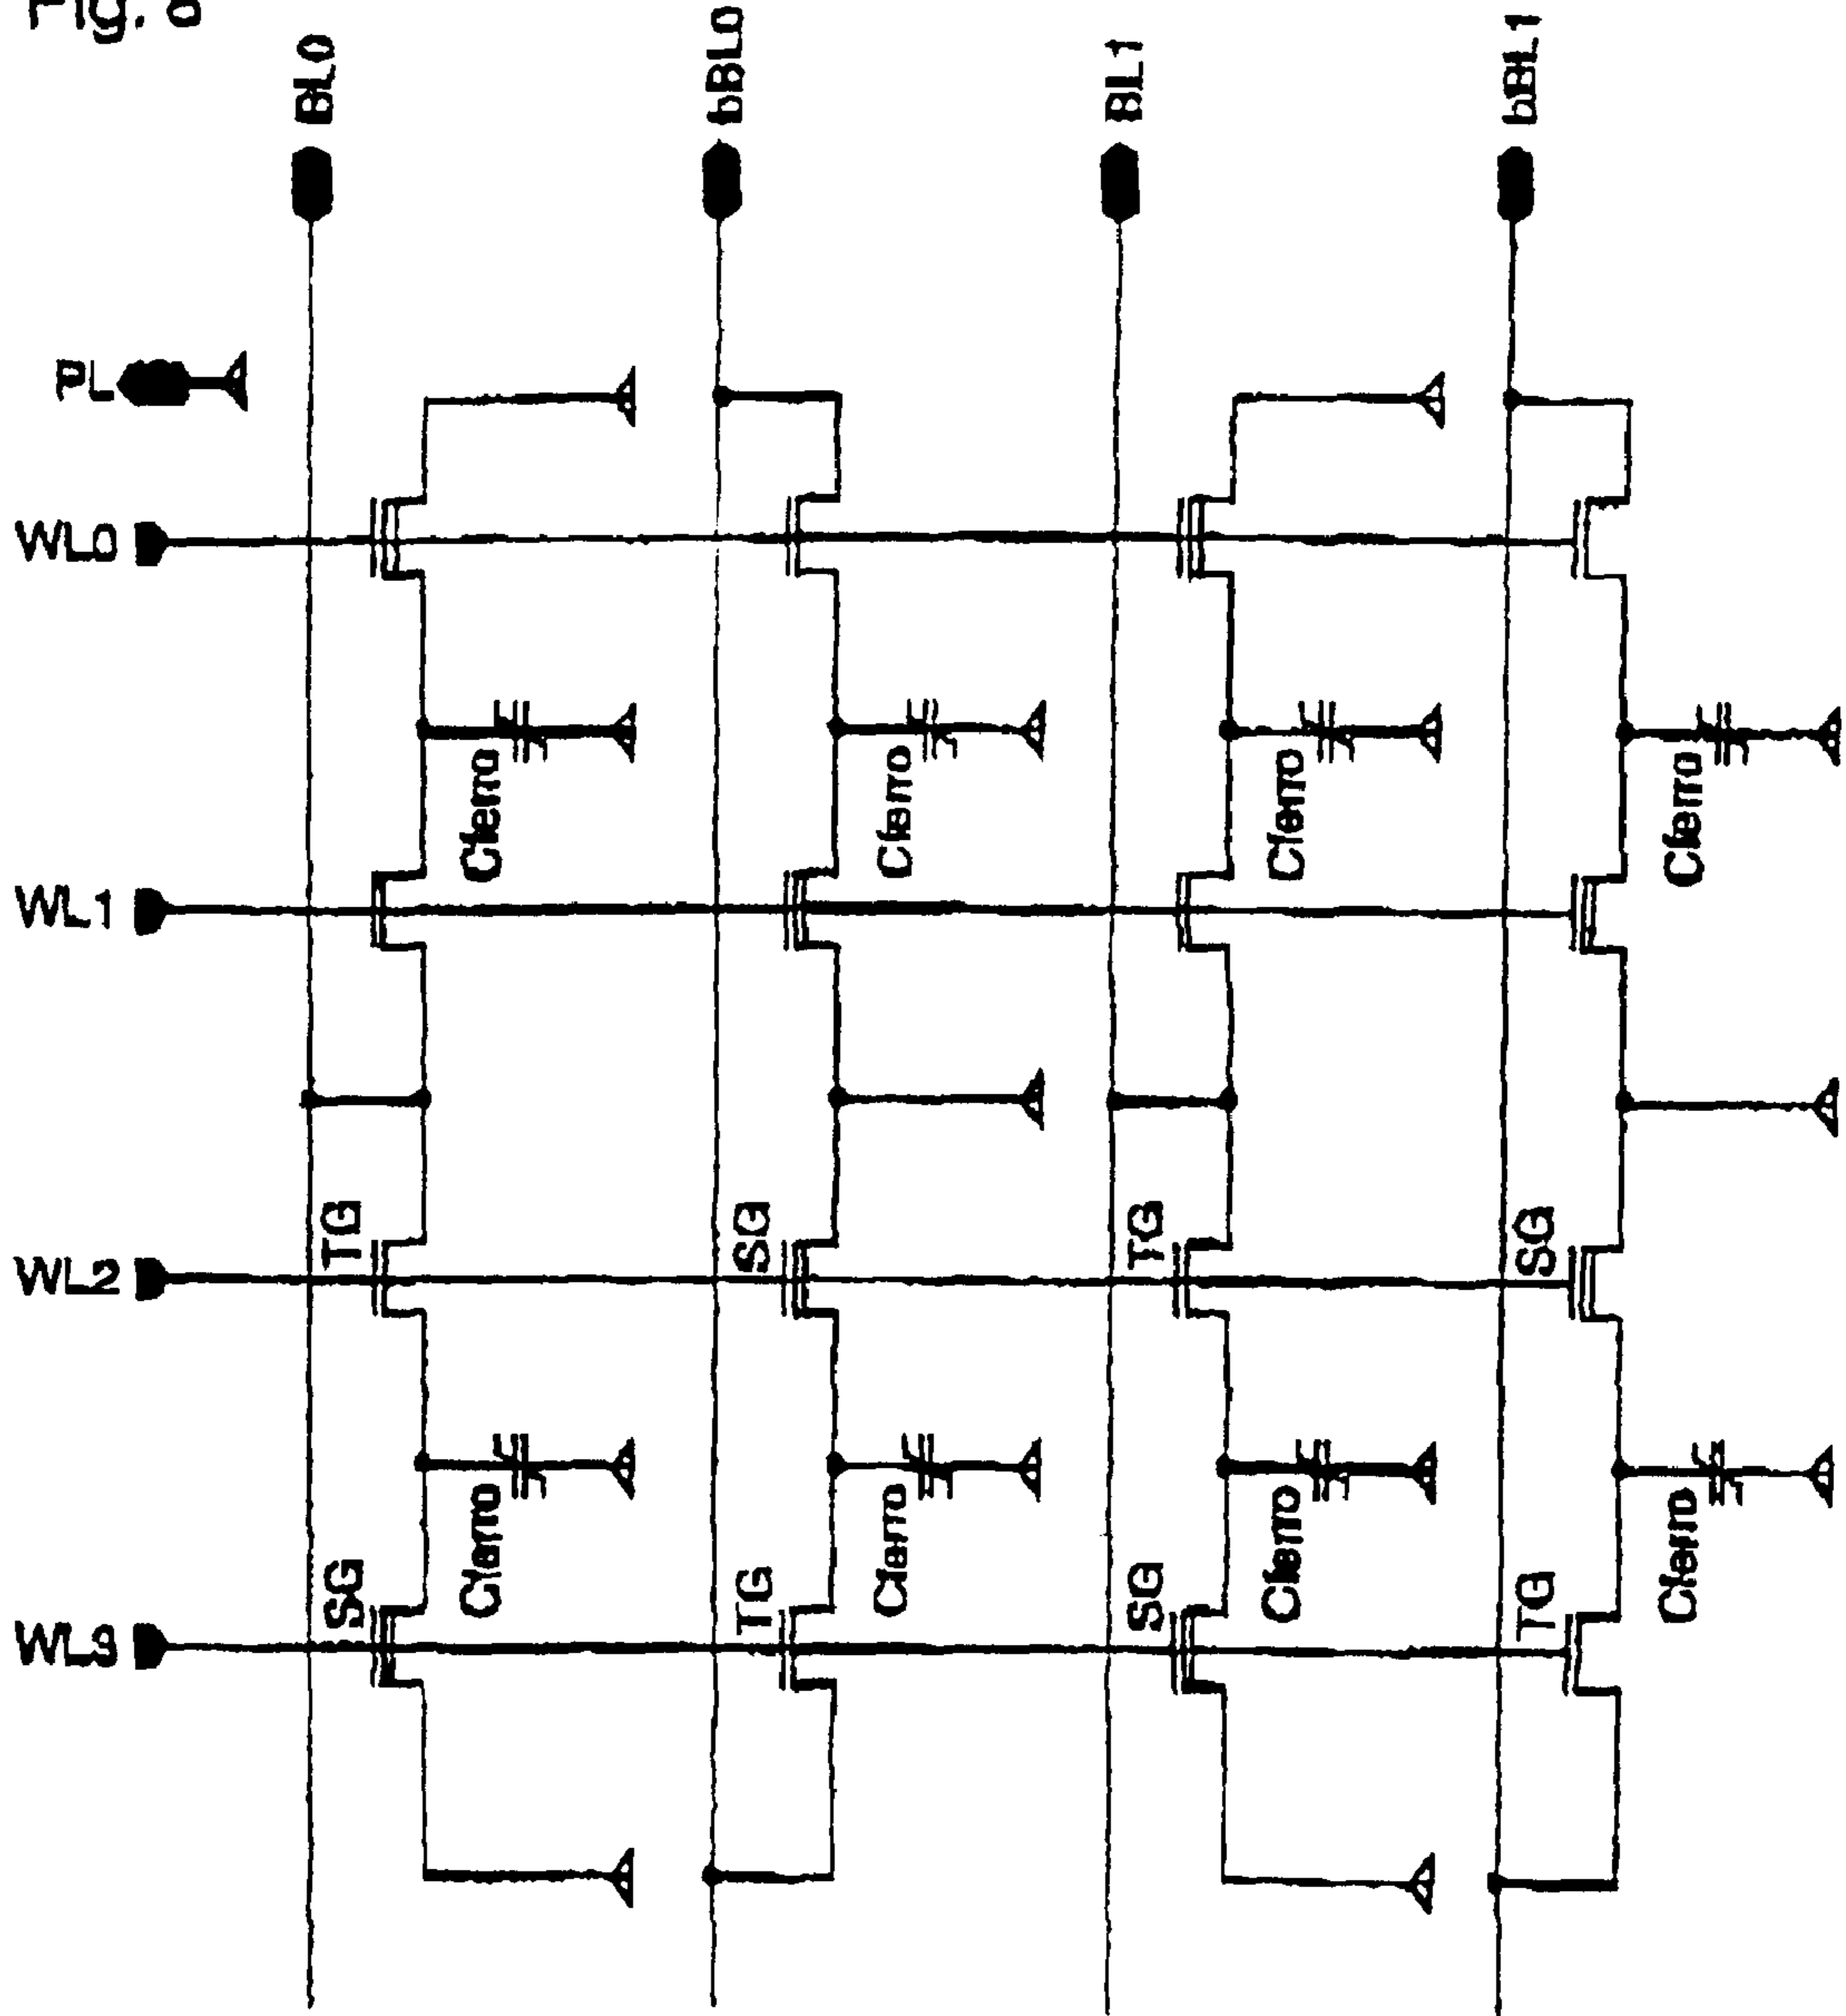 Fig. 8
BL0
bBL0
BL1
bBL1
PL
WL0
Cferro
Cferro
Cferro
Cferro
WL1
TG
SG
TG
SG
WL2
Cferro
Cferro
Cferro
Cferro
SG
TG
SG
TG
WL3